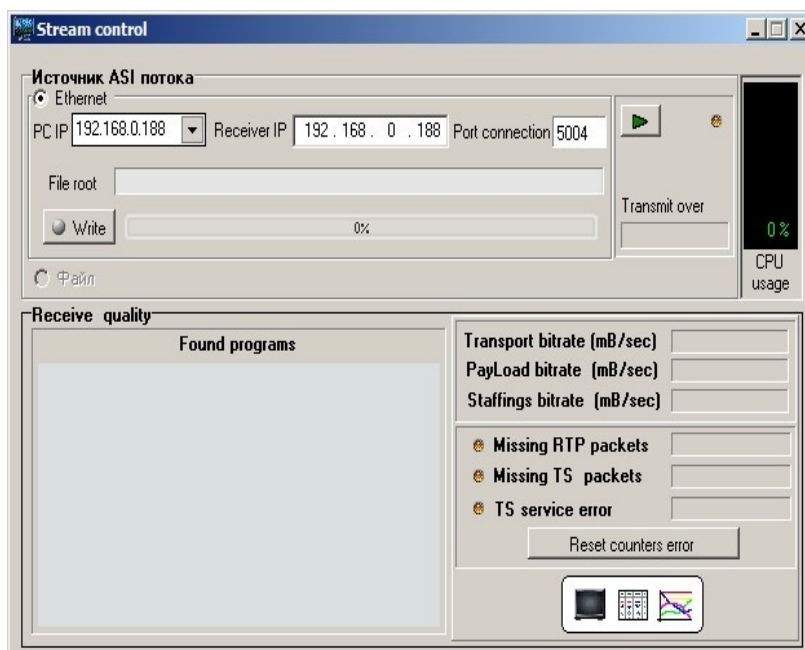 Stream control
Источник ASI потока
Ethernet
PC IP 192.168.0.188 Receiver IP 192 . 168 . 0 . 188 Port connection 5004
File root
Transmit over
Write 0%
0%
CPU
usage
Файл
Receive quality
Found programs
Transport bitrate (mB/sec)
PayLoad bitrate (mB/sec)
Staffings bitrate (mB/sec)
Missing RTP packets
Missing TS packets
TS service error
Reset counters error